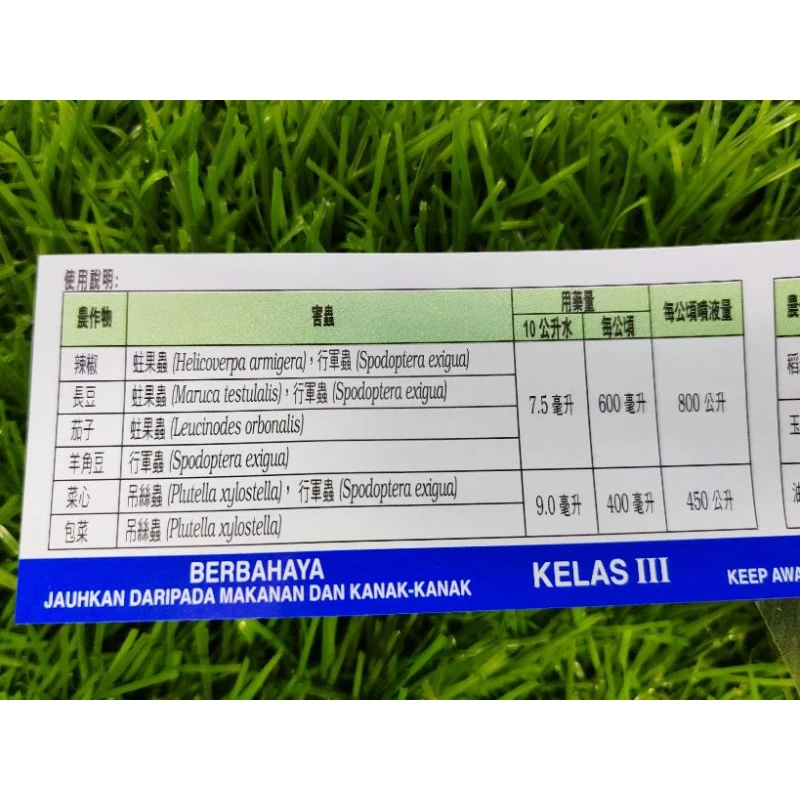 使用說明:
農作物 害蟲 用藥量 每公頃噴液量
10 公升水 每公頃
辣椒 蛀果蟲 (Helicoverpa armigera)，行軍蟲 (Spodoptera exigua)
長豆 蛀果蟲 (Maruca testulalis)，行軍蟲 (Spodoptera exigua)
7.5 毫升 600 毫升 800 公升
茄子 蛀果蟲 (Leucinodes orbonalis)
羊角豆 行軍蟲 (Spodoptera exigua)
菜心 吊絲蟲 (Plutella xylostella)，行軍蟲 (Spodoptera exigua)
9.0 毫升 400 毫升 450 公升
包菜 吊絲蟲 (Plutella xylostella)
BERBAHAYA
JAUHKAN DARIPADA MAKANAN DAN KANAK-KANAK
KELAS III
KEEP